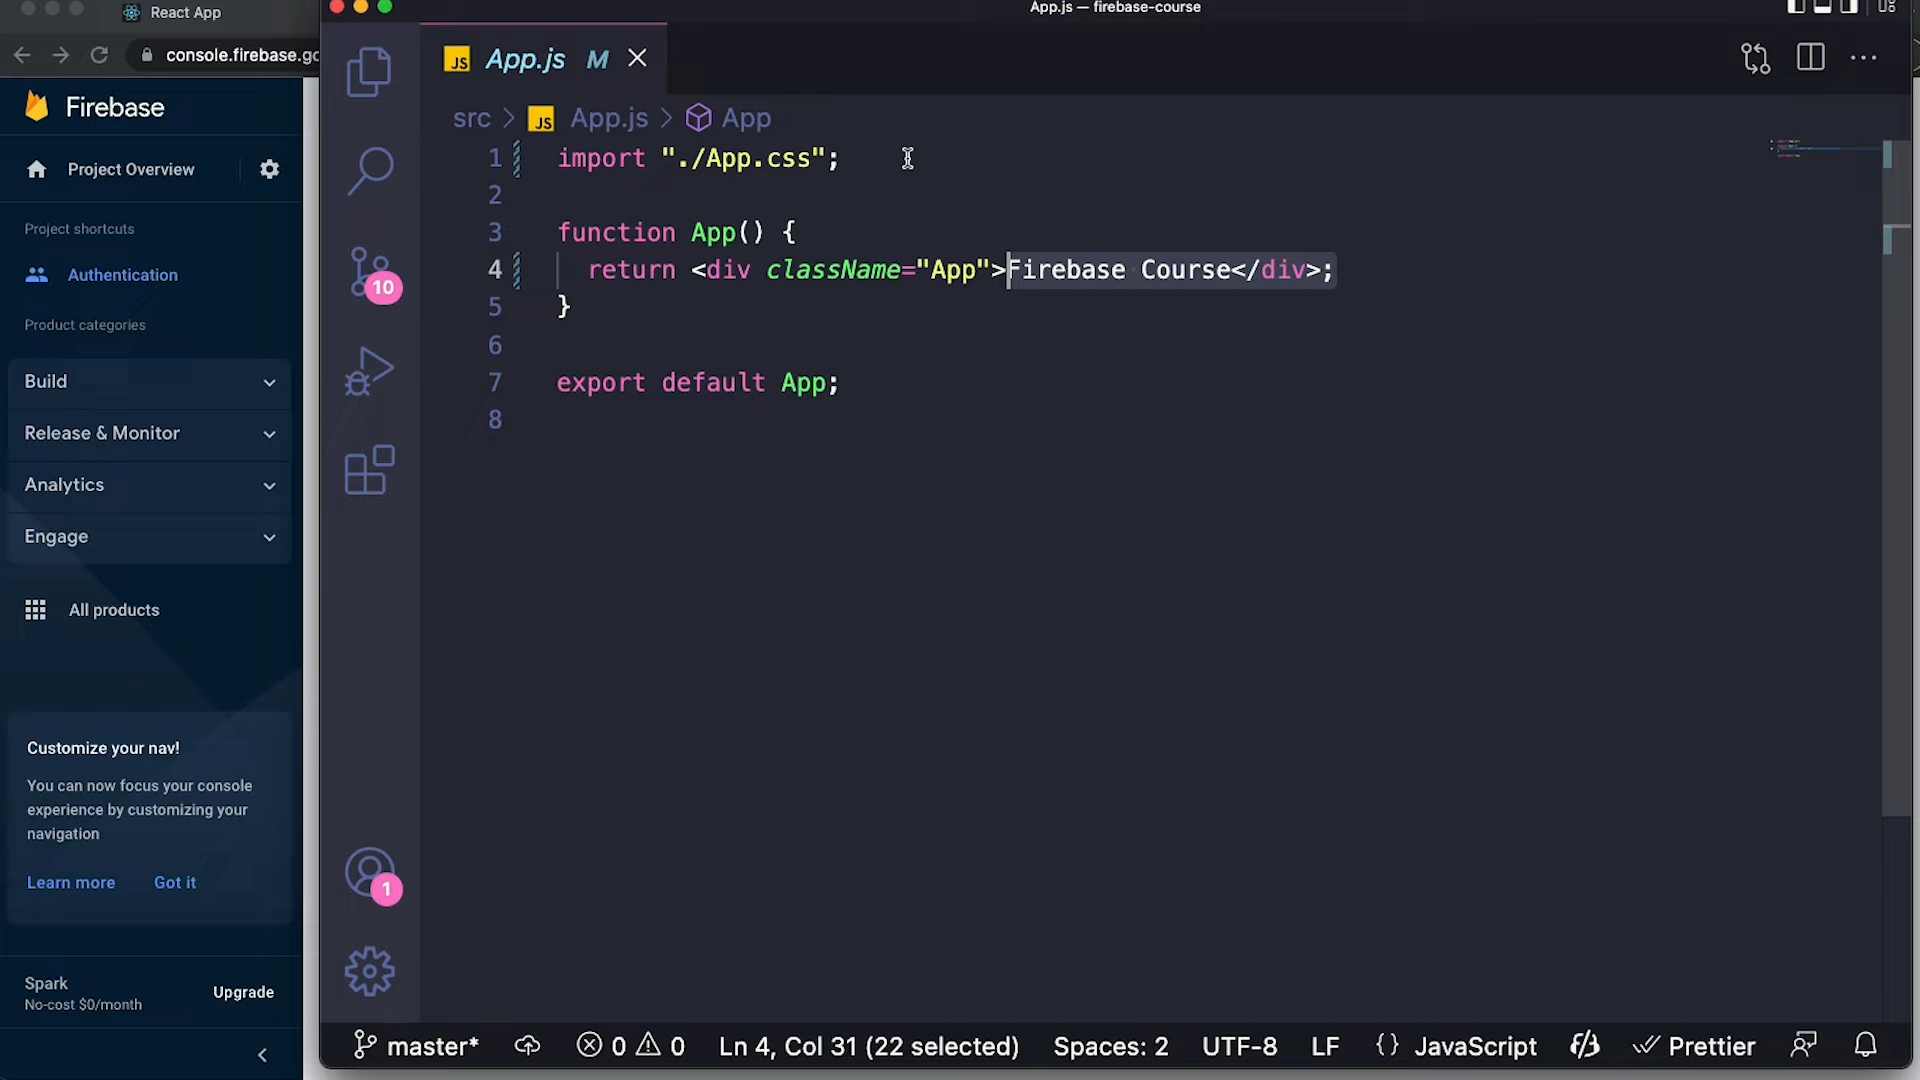 React App
console.firebase.go
Firebase
Project Overview
Project shortcuts
Authentication
Product categories
Build
Release & Monitor
Analytics
Engage
All products
Customize your nav!
You can now focus your console
experience by customizing your
navigation
Learn more Got it
Spark
No-cost $0/month
Upgrade
App.js — firebase-course
JS App.js M
src > JS App.js > App
1 import "./App.css";
2
3 function App() {
4 return <div className="App">Firebase Course</div>;
5 }
6
7 export default App;
8
10
1
master* 0 0 Ln 4, Col 31 (22 selected) Spaces: 2 UTF-8 LF {} JavaScript Prettier